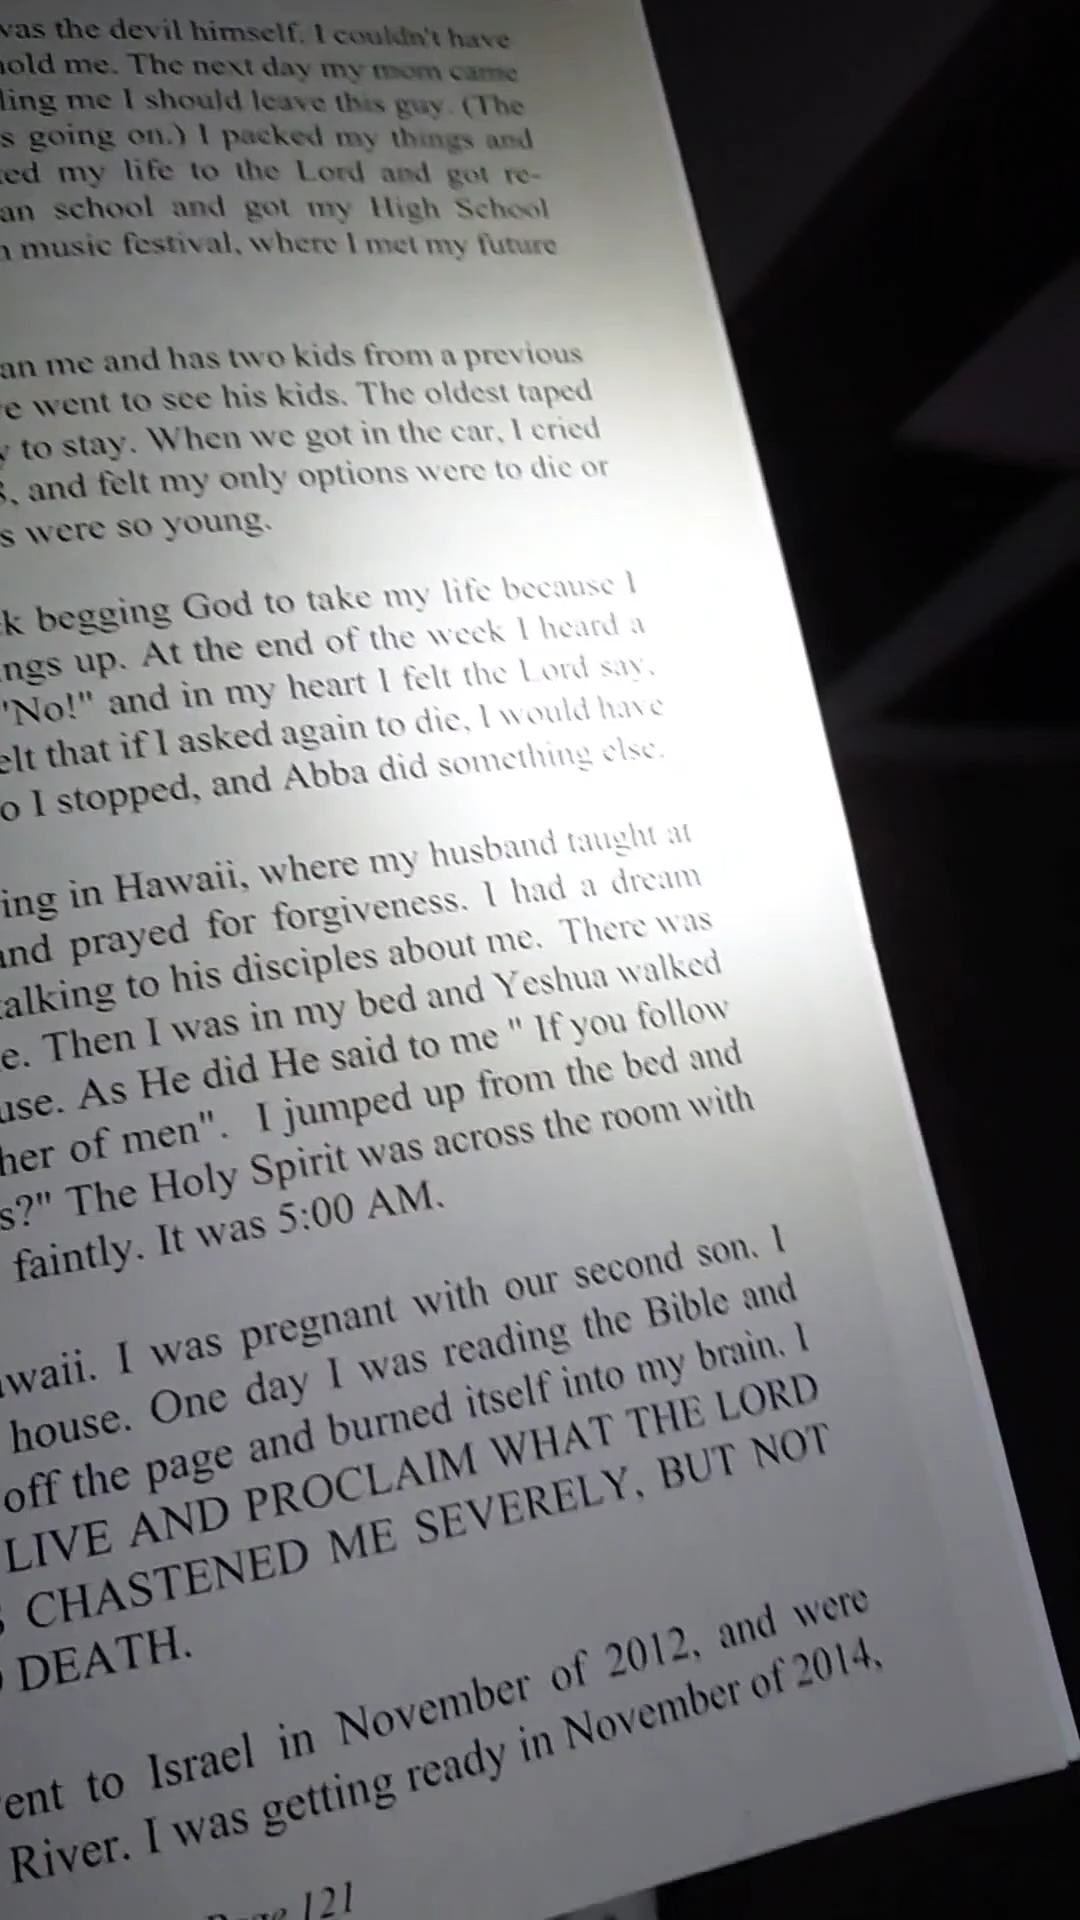 was the devil himself. I couldn't have
hold me. The next day my mom came
ling me I should leave this guy. (The
s going on.) I packed my things and
ed my life to the Lord and got re-
an school and got my High School
music festival, where I met my future
an me and has two kids from a previous
e went to see his kids. The oldest taped
y to stay. When we got in the car, I cried
, and felt my only options were to die or
s were so young.
k begging God to take my life because I
ngs up. At the end of the week I heard a
"No!" and in my heart I felt the Lord say,
elt that if I asked again to die, I would have
o I stopped, and Abba did something else.
ing in Hawaii, where my husband taught at
and prayed for forgiveness. I had a dream
alking to his disciples about me. There was
e. Then I was in my bed and Yeshua walked
use. As He did He said to me " If you follow
her of men". I jumped up from the bed and
s?" The Holy Spirit was across the room with
faintly. It was 5:00 AM.
waii. I was pregnant with our second son. I
house. One day I was reading the Bible and
off the page and burned itself into my brain. I
LIVE AND PROCLAIM WHAT THE LORD
S CHASTENED ME SEVERELY, BUT NOT
DEATH.
ent to Israel in November of 2012, and were
River. I was getting ready in November of 2014,
Page 121